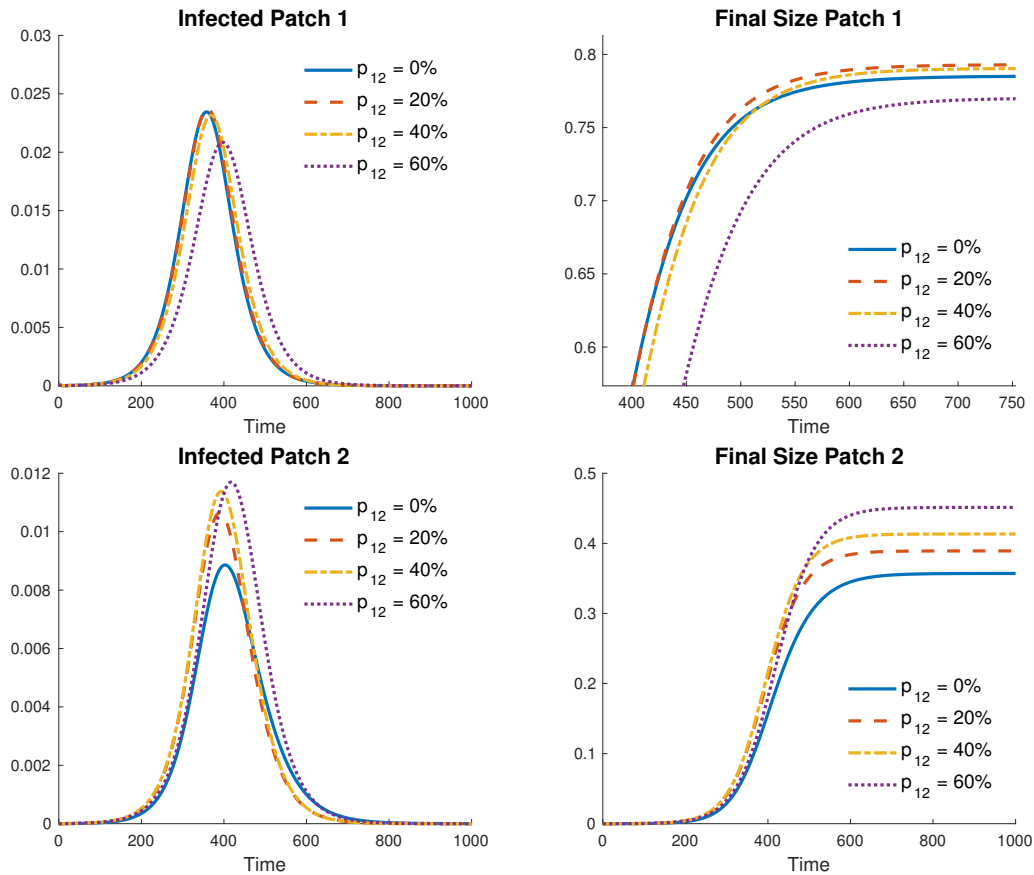 Infected Patch 1
0.03
0.025
0.02
0.015
0.01
0.005
0
p12 = 0%
p12 = 20%
p12 = 40%
p12 = 60%
0 200 400 600 800 1000
Time
Final Size Patch 1
0.8
0.75
0.7
0.65
0.6
p12 = 0%
p12 = 20%
p12 = 40%
p12 = 60%
400 450 500 550 600 650 700 750
Time
Infected Patch 2
0.012
0.01
0.008
0.006
0.004
0.002
0
p12 = 0%
p12 = 20%
p12 = 40%
p12 = 60%
0 200 400 600 800 1000
Time
Final Size Patch 2
0.5
0.4
0.3
0.2
0.1
0
p12 = 0%
p12 = 20%
p12 = 40%
p12 = 60%
0 200 400 600 800 1000
Time